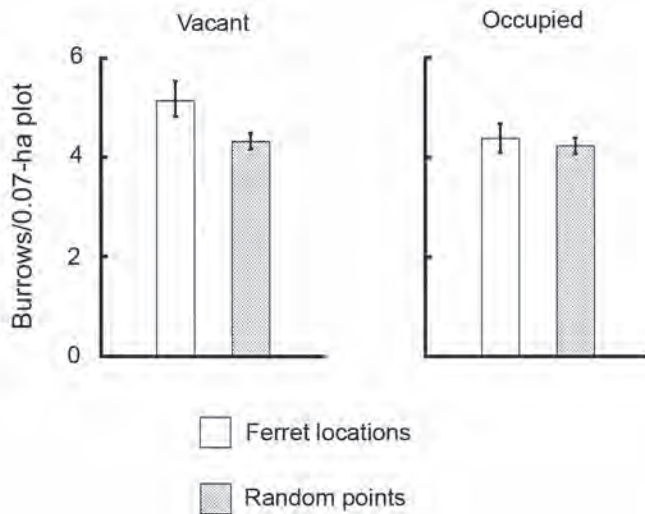 Vacant
Occupied
Burrows/0.07-ha plot
6
4
2
0
Ferret locations
Random points